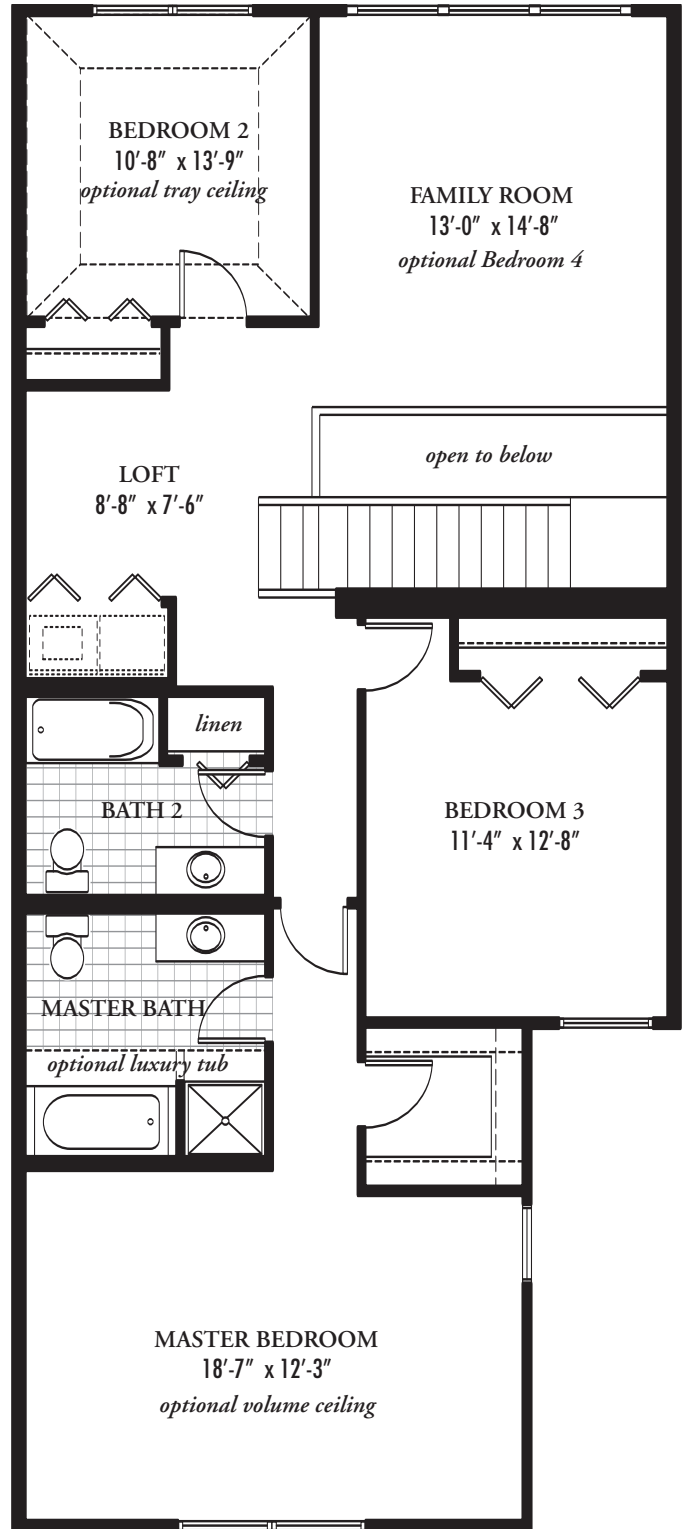 BEDROOM 2
10′-8″ x 13′-9″
optional tray ceiling
FAMILY ROOM
13′-0″ x 14′-8″
optional Bedroom 4
open to below
LOFT
8′-8″ x 7′-6″
linen
BATH 2
BEDROOM 3
11′-4″ x 12′-8″
MASTER BATH
optional luxury tub
MASTER BEDROOM
18′-7″ x 12′-3″
optional volume ceiling